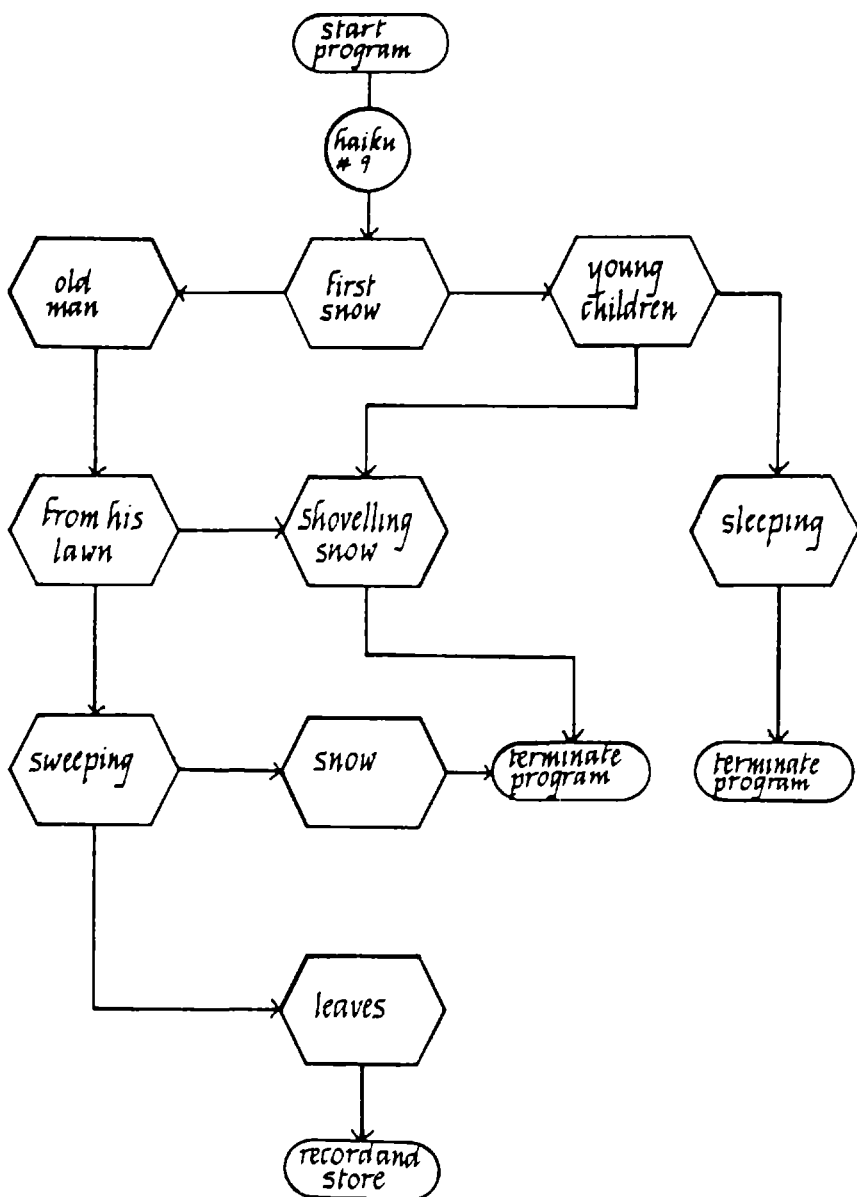 start
program
haiku
# 9
old
man
first
snow
young
children
from his
lawn
shovelling
snow
sleeping
sweeping
snow
terminate
program
terminate
program
leaves
record and
store